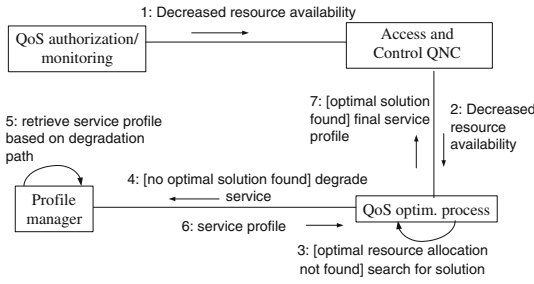 1: Decreased resource availability
QoS authorization/
monitoring
Access and
Control QNC
7: [optimal solution
found] final service
profile
2: Decreased
resource
availability
5: retrieve service profile
based on degradation
path
4: [no optimal solution found] degrade
service
Profile
manager
QoS optim. process
6: service profile
3: [optimal resource allocation
not found] search for solution